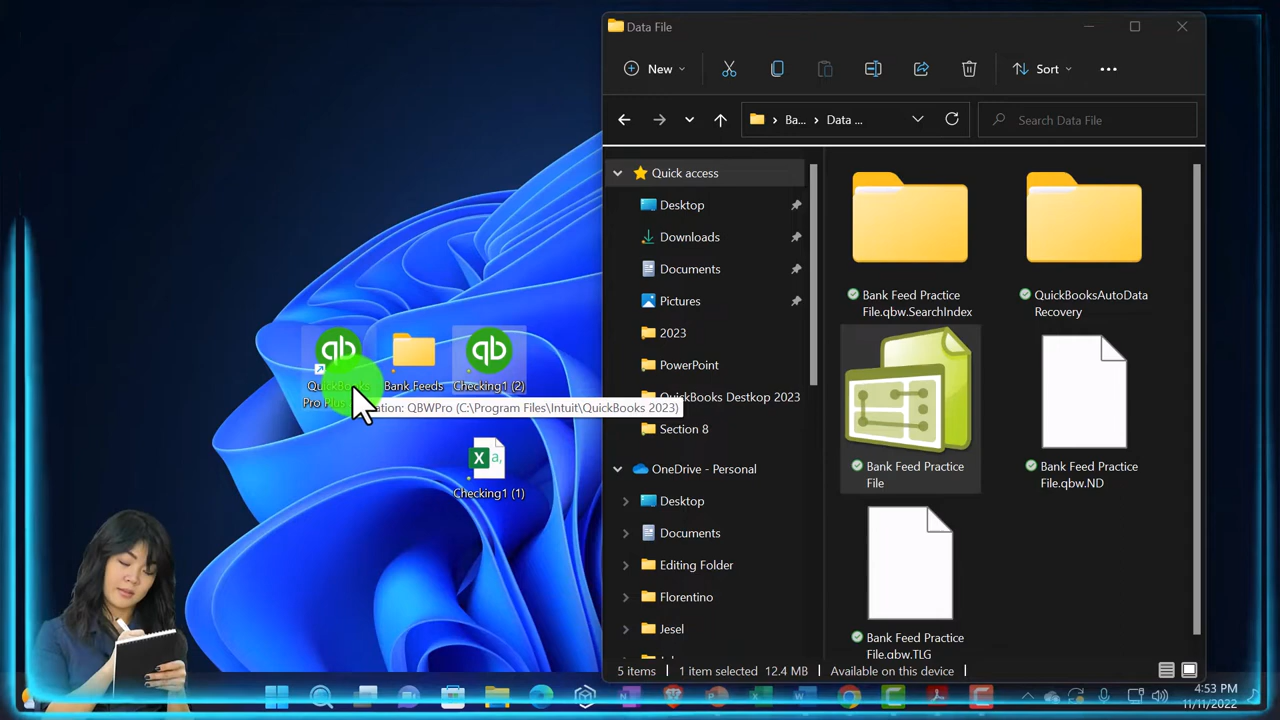 Data File
New
Sort
Ba...
Data ...
Search Data File
Quick access
Desktop
Downloads
Documents
Pictures
2023
PowerPoint
QuickBooks Destkop 2023
Section 8
OneDrive - Personal
Desktop
Documents
Editing Folder
Florentino
Jesel
Bank Feed Practice
File.qbw.SearchIndex
QuickBooksAutoData
Recovery
Bank Feed Practice
File
Bank Feed Practice
File.qbw.ND
Bank Feed Practice
File.qbw.TLG
5 items
1 item selected 12.4 MB
Available on this device
qb
QuickBooks
Pro Plus
Bank Feeds
qb
Checking1 (2)
ation: QBWPro (C:\Program Files\Intuit\QuickBooks 2023)
X
a,
Checking1 (1)
4:53 PM
11/11/2022